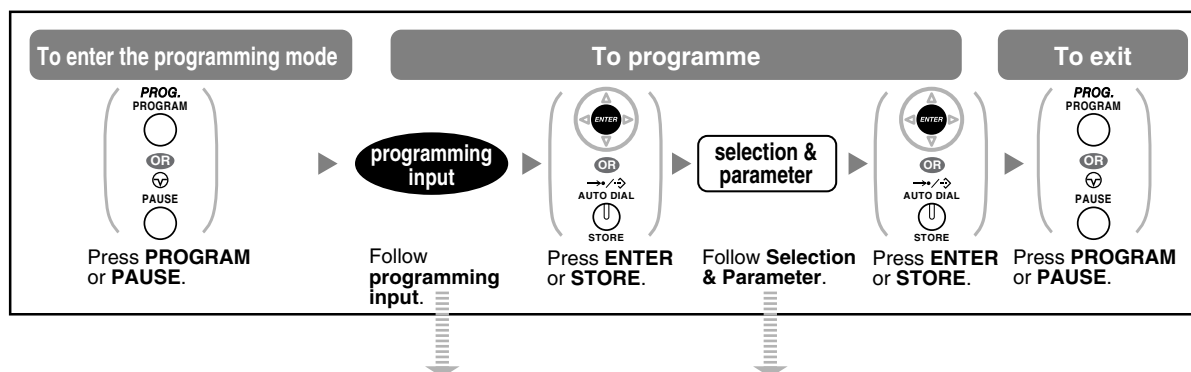 To enter the programming mode
To programme
To exit
PROG.
PROGRAM
OR
PAUSE
Press PROGRAM
or PAUSE.
programming
input
Follow
programming
input.
ENTER
OR
AUTO DIAL
STORE
Press ENTER
or STORE.
selection &
parameter
Follow Selection
& Parameter.
ENTER
OR
AUTO DIAL
STORE
Press ENTER
or STORE.
PROG.
PROGRAM
OR
PAUSE
Press PROGRAM
or PAUSE.